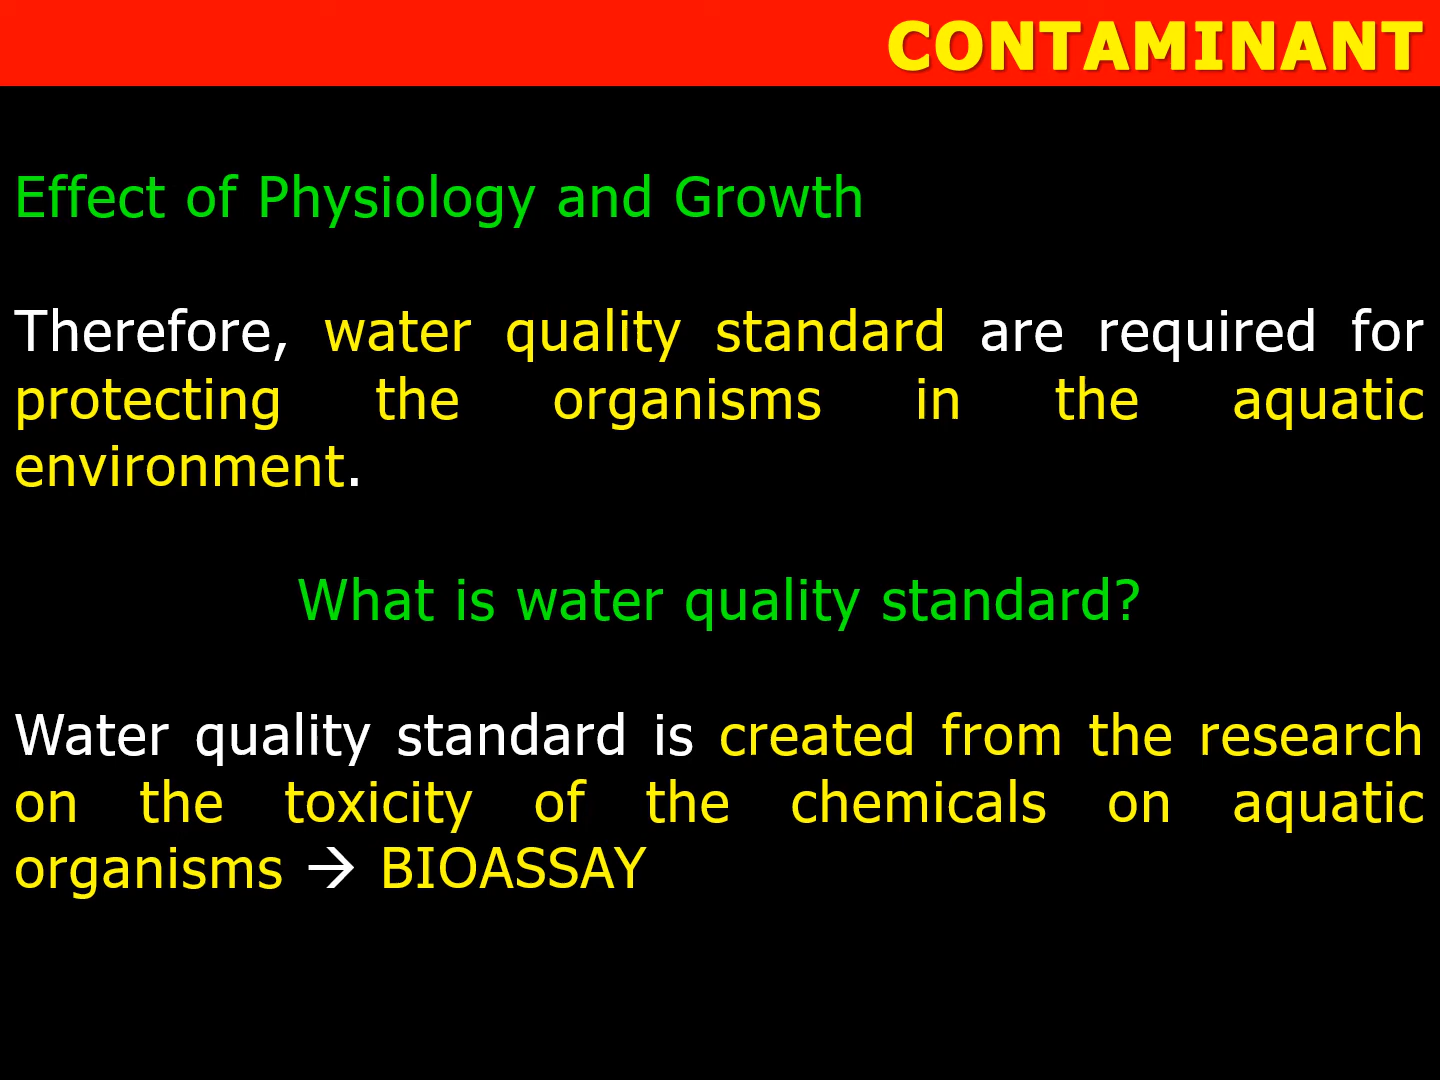 CONTAMINANT
Effect of Physiology and Growth
Therefore, water quality standard are required for
protecting the organisms in the aquatic
environment.
What is water quality standard?
Water quality standard is created from the research
on the toxicity of the chemicals on aquatic
organisms → BIOASSAY